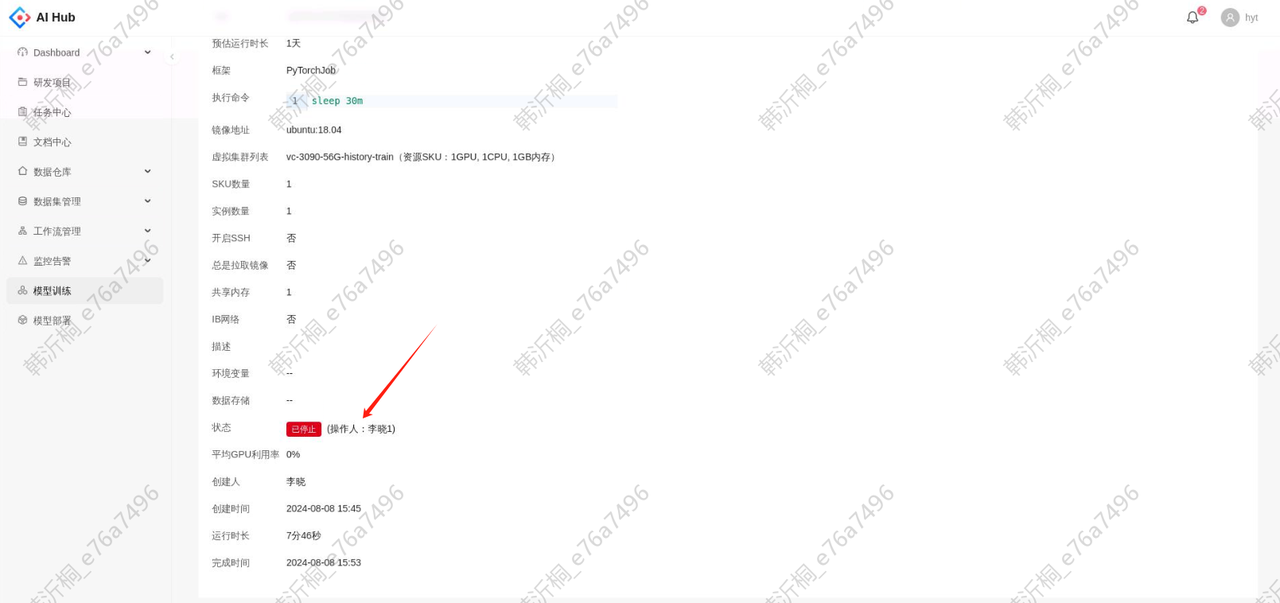 AI Hub
2
hyt
Dashboard
研发项目
任务中心
文档中心
数据仓库
数据集管理
工作流管理
监控告警
模型训练
模型部署
预估运行时长 1天
框架 PyTorchJob
执行命令 1 sleep 30m
镜像地址 ubuntu:18.04
虚拟集群列表 vc-3090-56G-history-train（资源SKU：1GPU, 1CPU, 1GB内存）
SKU数量 1
实例数量 1
开启SSH 否
总是拉取镜像 否
共享内存 1
IB网络 否
描述
环境变量 --
数据存储 --
状态 已停止 (操作人：李晓1)
平均GPU利用率 0%
创建人 李晓
创建时间 2024-08-08 15:45
运行时长 7分46秒
完成时间 2024-08-08 15:53
韩沂桐_e76a7496